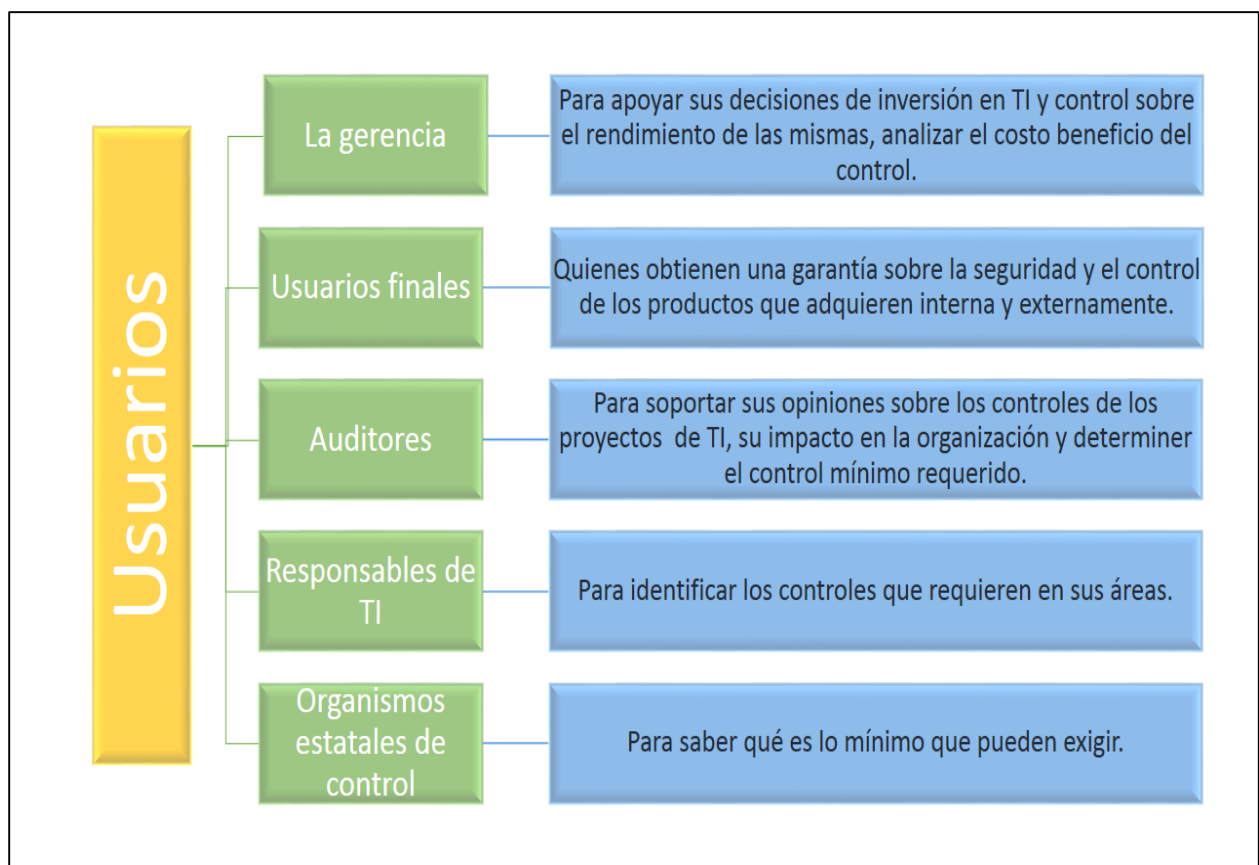 Usuarios
La gerencia
Para apoyar sus decisiones de inversión en TI y control sobre
el rendimiento de las mismas, analizar el costo beneficio del
control.
Usuarios finales
Quienes obtienen una garantía sobre la seguridad y el control
de los productos que adquieren interna y externamente.
Auditores
Para soportar sus opiniones sobre los controles de los
proyectos de TI, su impacto en la organización y determiner
el control mínimo requerido.
Responsables de
TI
Para identificar los controles que requieren en sus áreas.
Organismos
estatales de
control
Para saber qué es lo mínimo que pueden exigir.